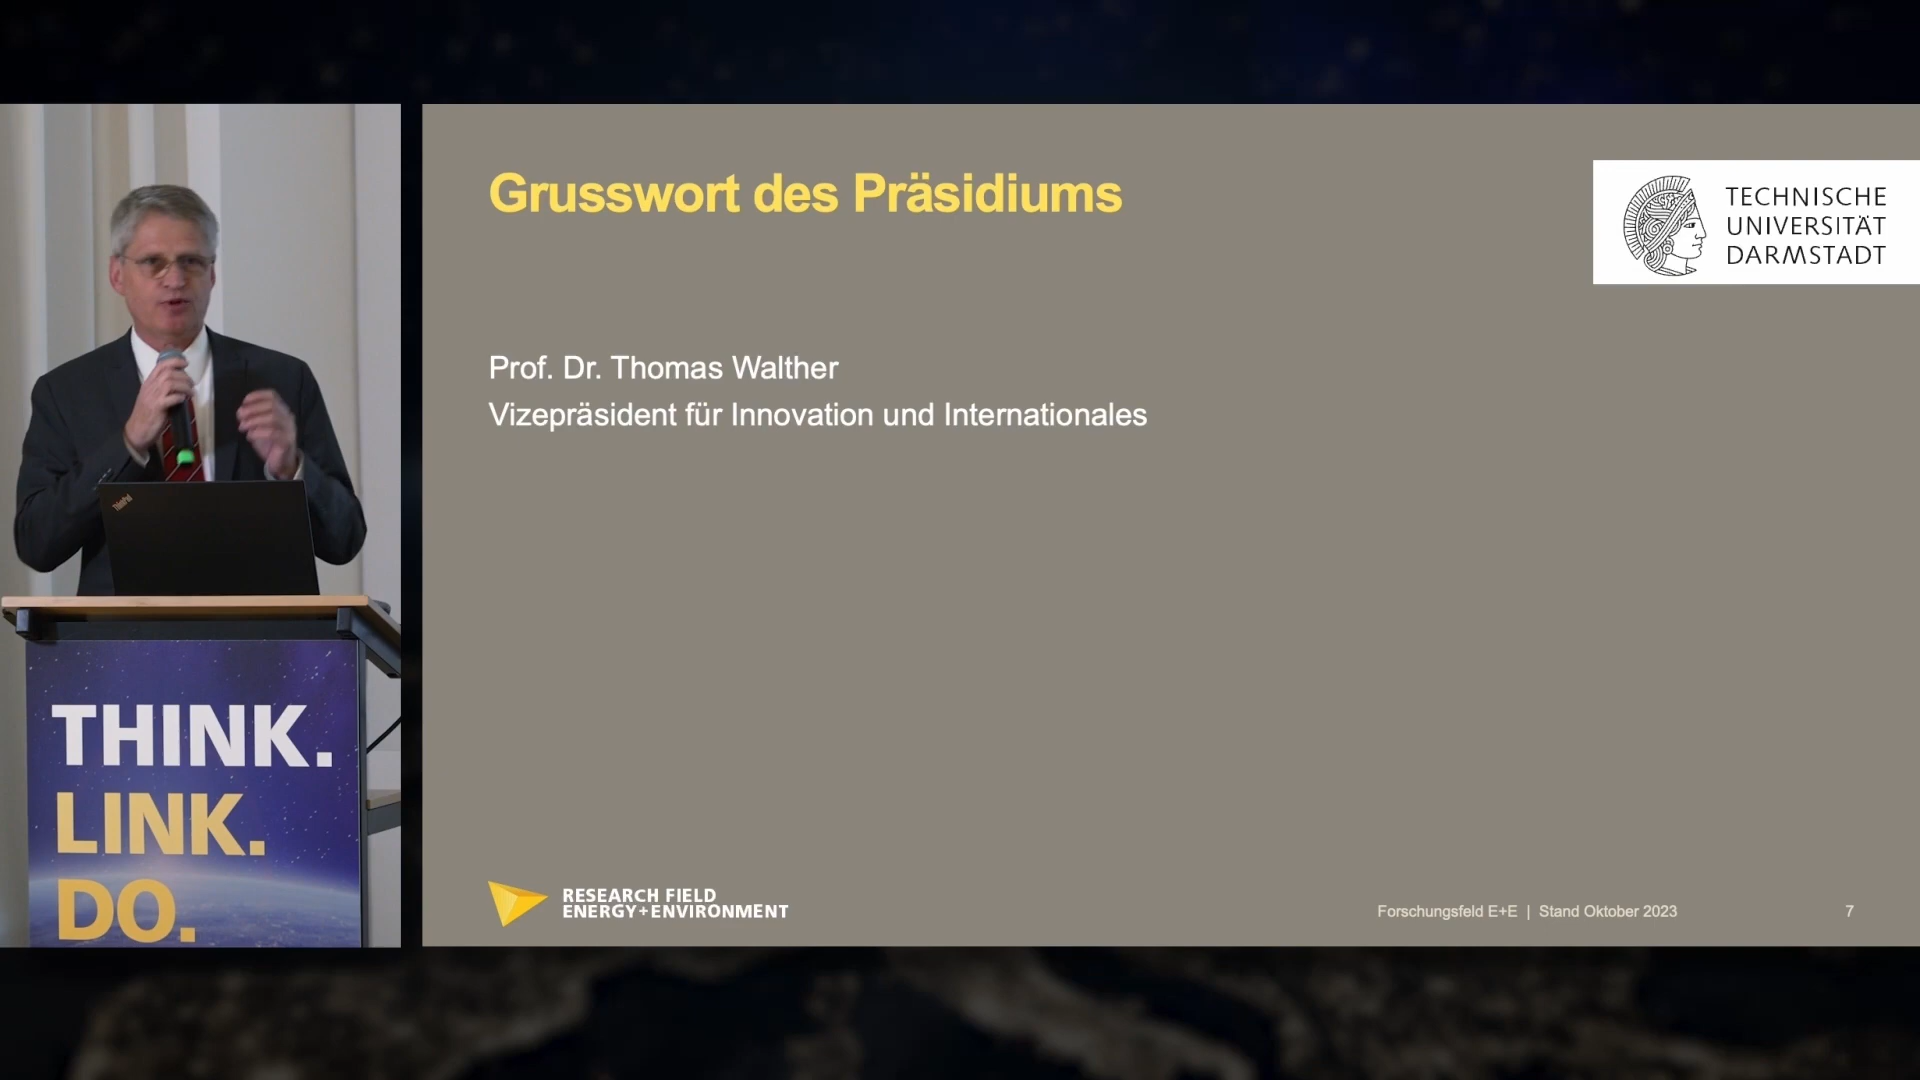 Grusswort des Präsidiums
TECHNISCHE
UNIVERSITÄT
DARMSTADT
Prof. Dr. Thomas Walther
Vizepräsident für Innovation und Internationales
ThinkPad
THINK.
LINK.
DO.
RESEARCH FIELD
ENERGY+ENVIRONMENT
Forschungsfeld E+E | Stand Oktober 2023
7